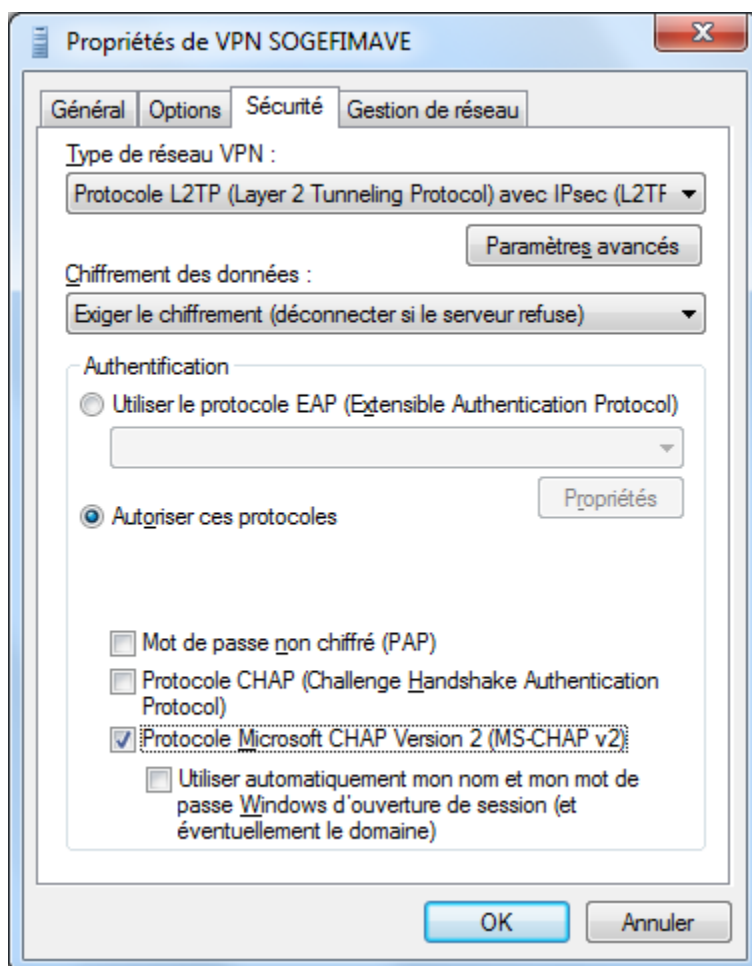 Propriétés de VPN SOGEFIMAVE
Général Options Sécurité Gestion de réseau
Type de réseau VPN :
Protocole L2TP (Layer 2 Tunneling Protocol) avec IPsec (L2TF
Paramètres avancés
Chiffrement des données :
Exiger le chiffrement (déconnecter si le serveur refuse)
Authentification
Utiliser le protocole EAP (Extensible Authentication Protocol)
Propriétés
Autoriser ces protocoles
Mot de passe non chiffré (PAP)
Protocole CHAP (Challenge Handshake Authentication
Protocol)
Protocole Microsoft CHAP Version 2 (MS-CHAP v2)
Utiliser automatiquement mon nom et mon mot de
passe Windows d'ouverture de session (et
éventuellement le domaine)
OK Annuler